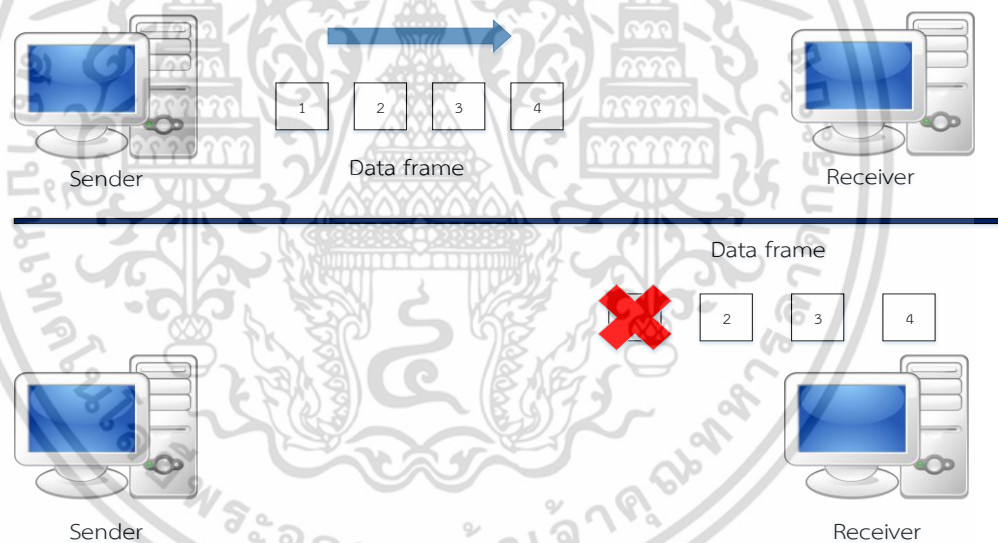 1 2 3 4
Data frame
Sender
Receiver
Data frame
2 3 4
Sender
Receiver